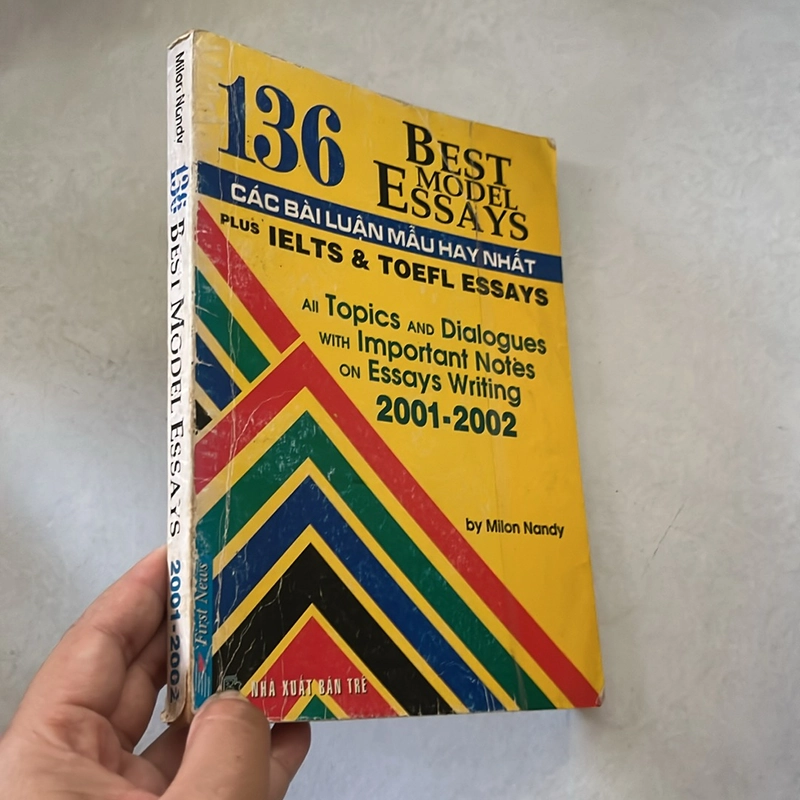 Milon Nandy
136 BEST MODEL ESSAYS 2001-2002
136
BEST
MODEL
ESSAYS
CÁC BÀI LUẬN MẪU HAY NHẤT
PLUS IELTS & TOEFL ESSAYS
All Topics AND Dialogues
WITH Important Notes
ON Essays Writing
2001-2002
by Milon Nandy
First News
NHÀ XUẤT BẢN TRẺ